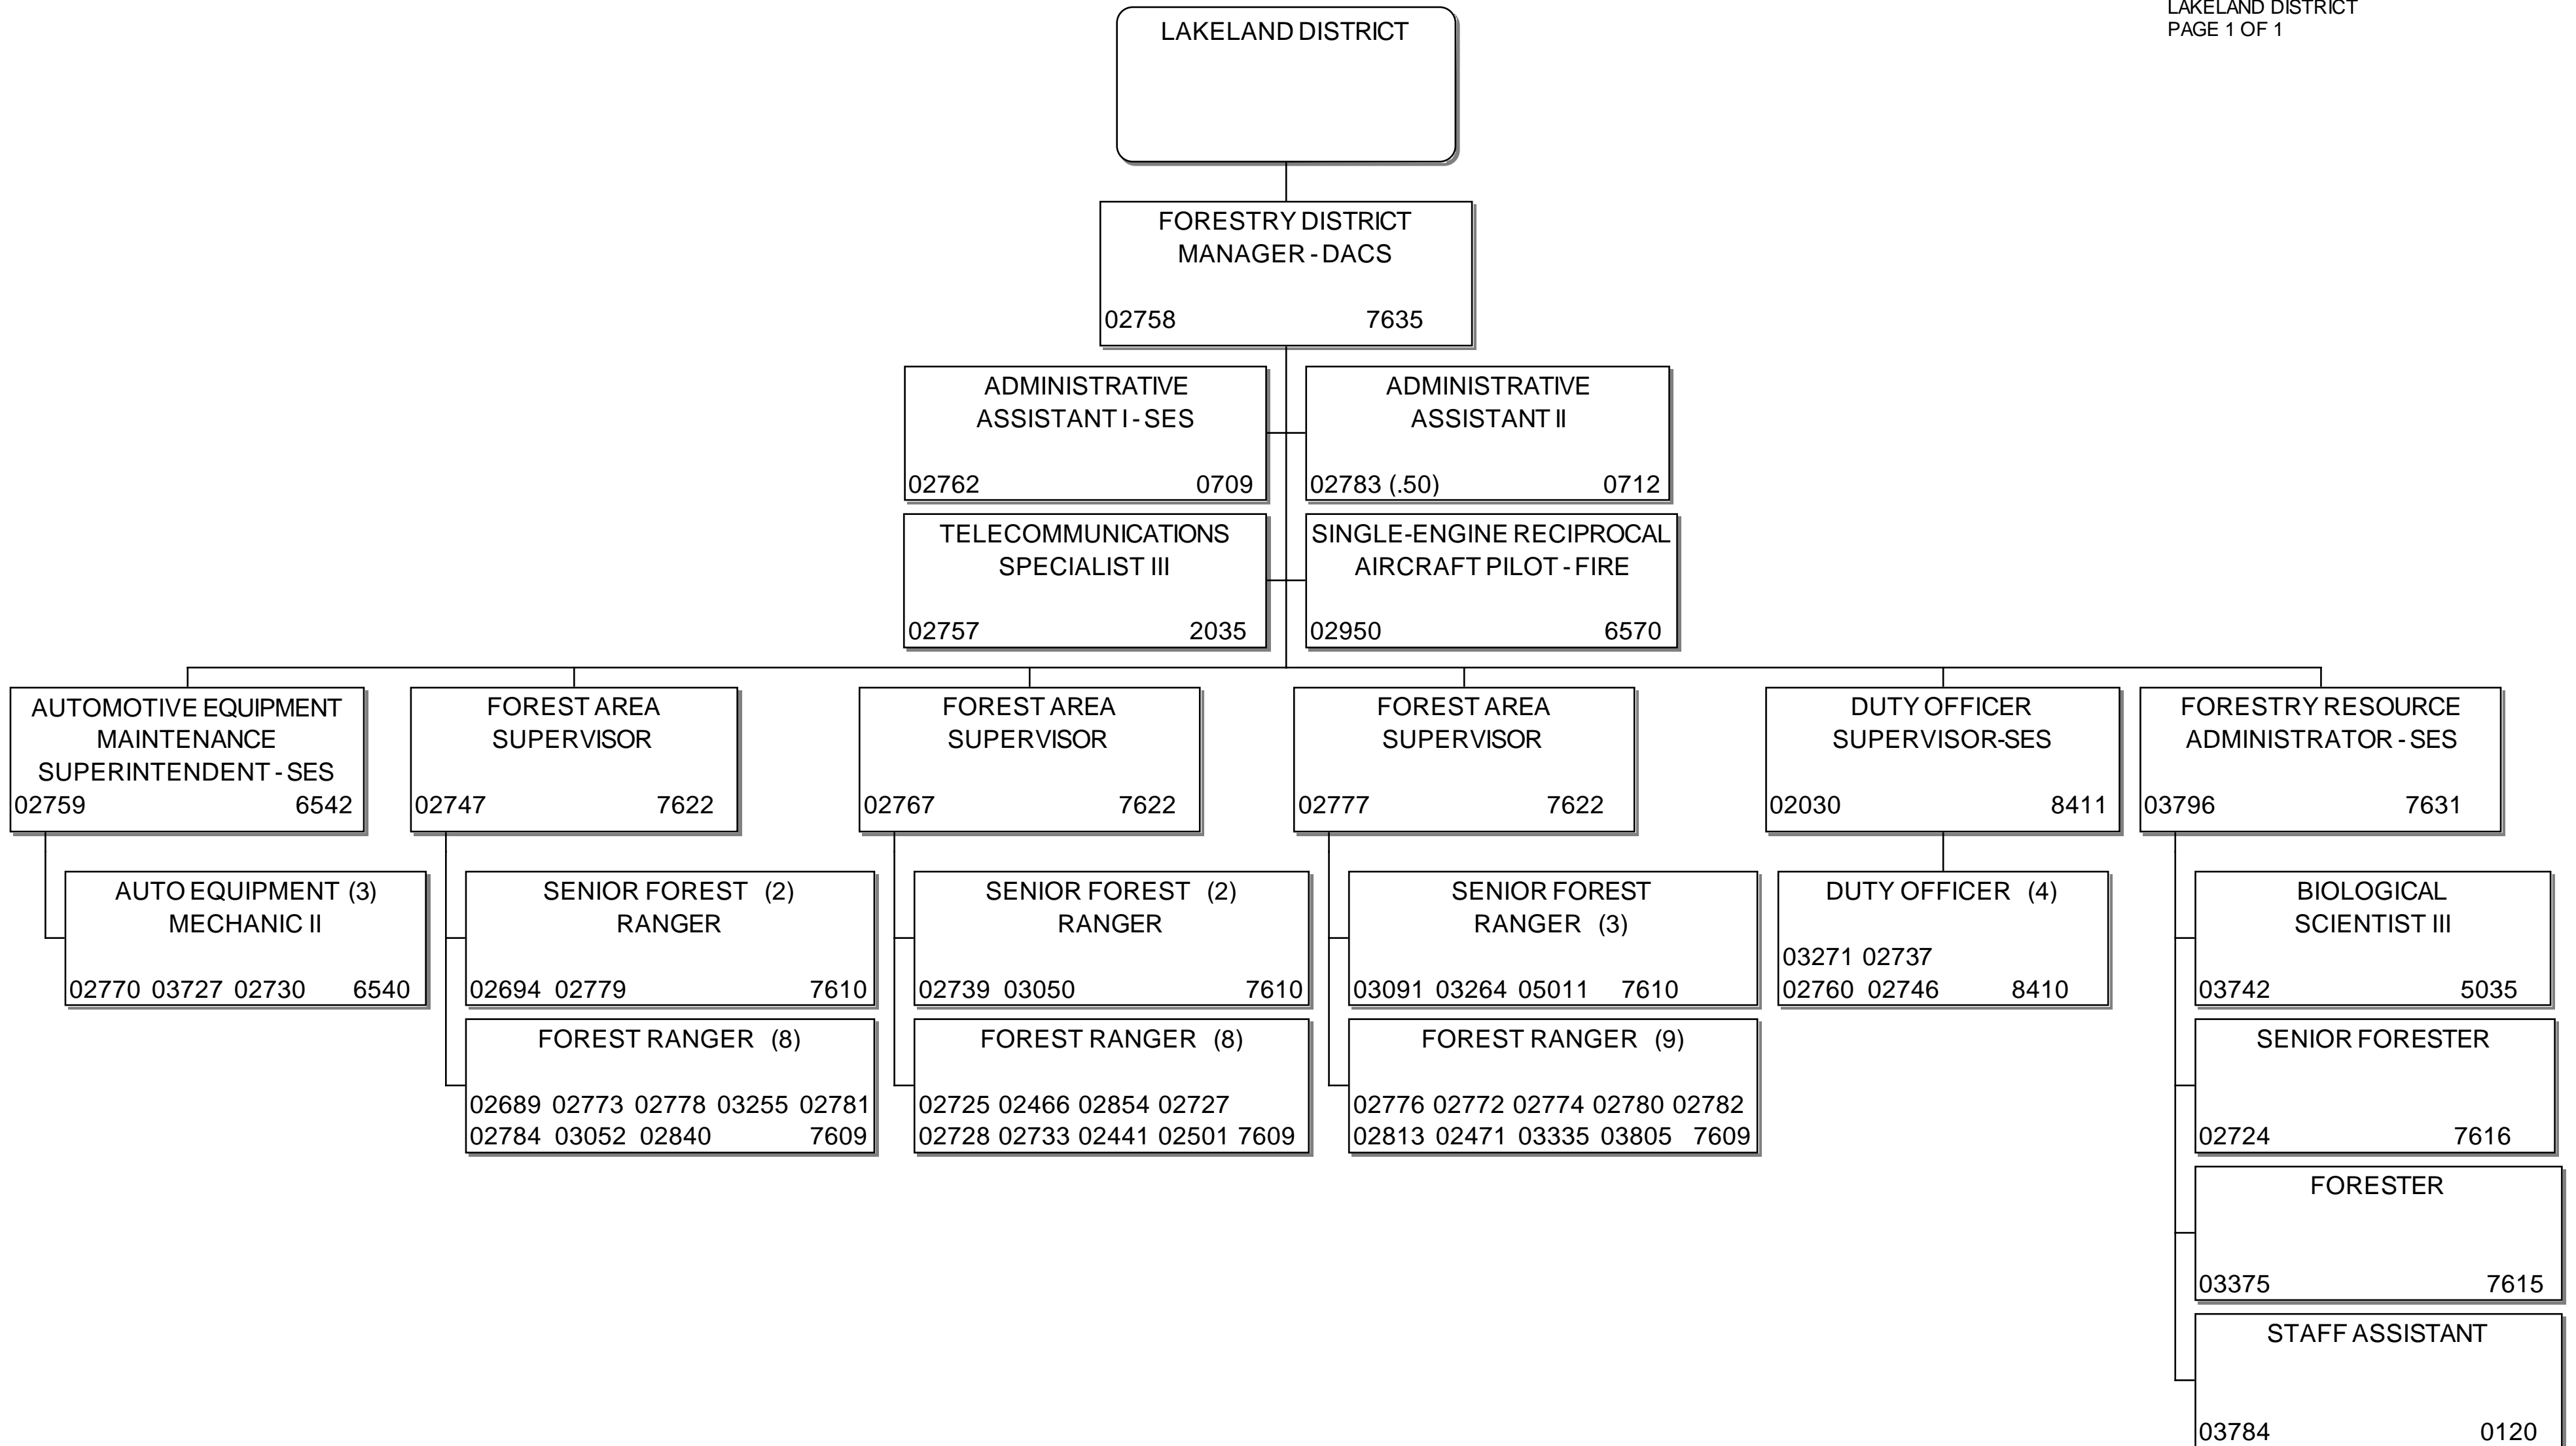 LAKELAND DISTRICT
PAGE 1 OF 1
LAKELAND DISTRICT
FORESTRY DISTRICT
MANAGER - DACS
02758 7635
ADMINISTRATIVE
ASSISTANT I - SES
02762 0709
ADMINISTRATIVE
ASSISTANT II
02783 (.50) 0712
TELECOMMUNICATIONS
SPECIALIST III
02757 2035
SINGLE-ENGINE RECIPROCAL
AIRCRAFT PILOT - FIRE
02950 6570
AUTOMOTIVE EQUIPMENT
MAINTENANCE
SUPERINTENDENT - SES
02759 6542
FOREST AREA
SUPERVISOR
02747 7622
FOREST AREA
SUPERVISOR
02767 7622
FOREST AREA
SUPERVISOR
02777 7622
DUTY OFFICER
SUPERVISOR-SES
02030 8411
FORESTRY RESOURCE
ADMINISTRATOR - SES
03796 7631
AUTO EQUIPMENT (3)
MECHANIC II
02770 03727 02730 6540
SENIOR FOREST (2)
RANGER
02694 02779 7610
SENIOR FOREST (2)
RANGER
02739 03050 7610
SENIOR FOREST
RANGER (3)
03091 03264 05011 7610
DUTY OFFICER (4)
03271 02737
02760 02746 8410
BIOLOGICAL
SCIENTIST III
03742 5035
FOREST RANGER (8)
02689 02773 02778 03255 02781
02784 03052 02840 7609
FOREST RANGER (8)
02725 02466 02854 02727
02728 02733 02441 02501 7609
FOREST RANGER (9)
02776 02772 02774 02780 02782
02813 02471 03335 03805 7609
SENIOR FORESTER
02724 7616
FORESTER
03375 7615
STAFF ASSISTANT
03784 0120